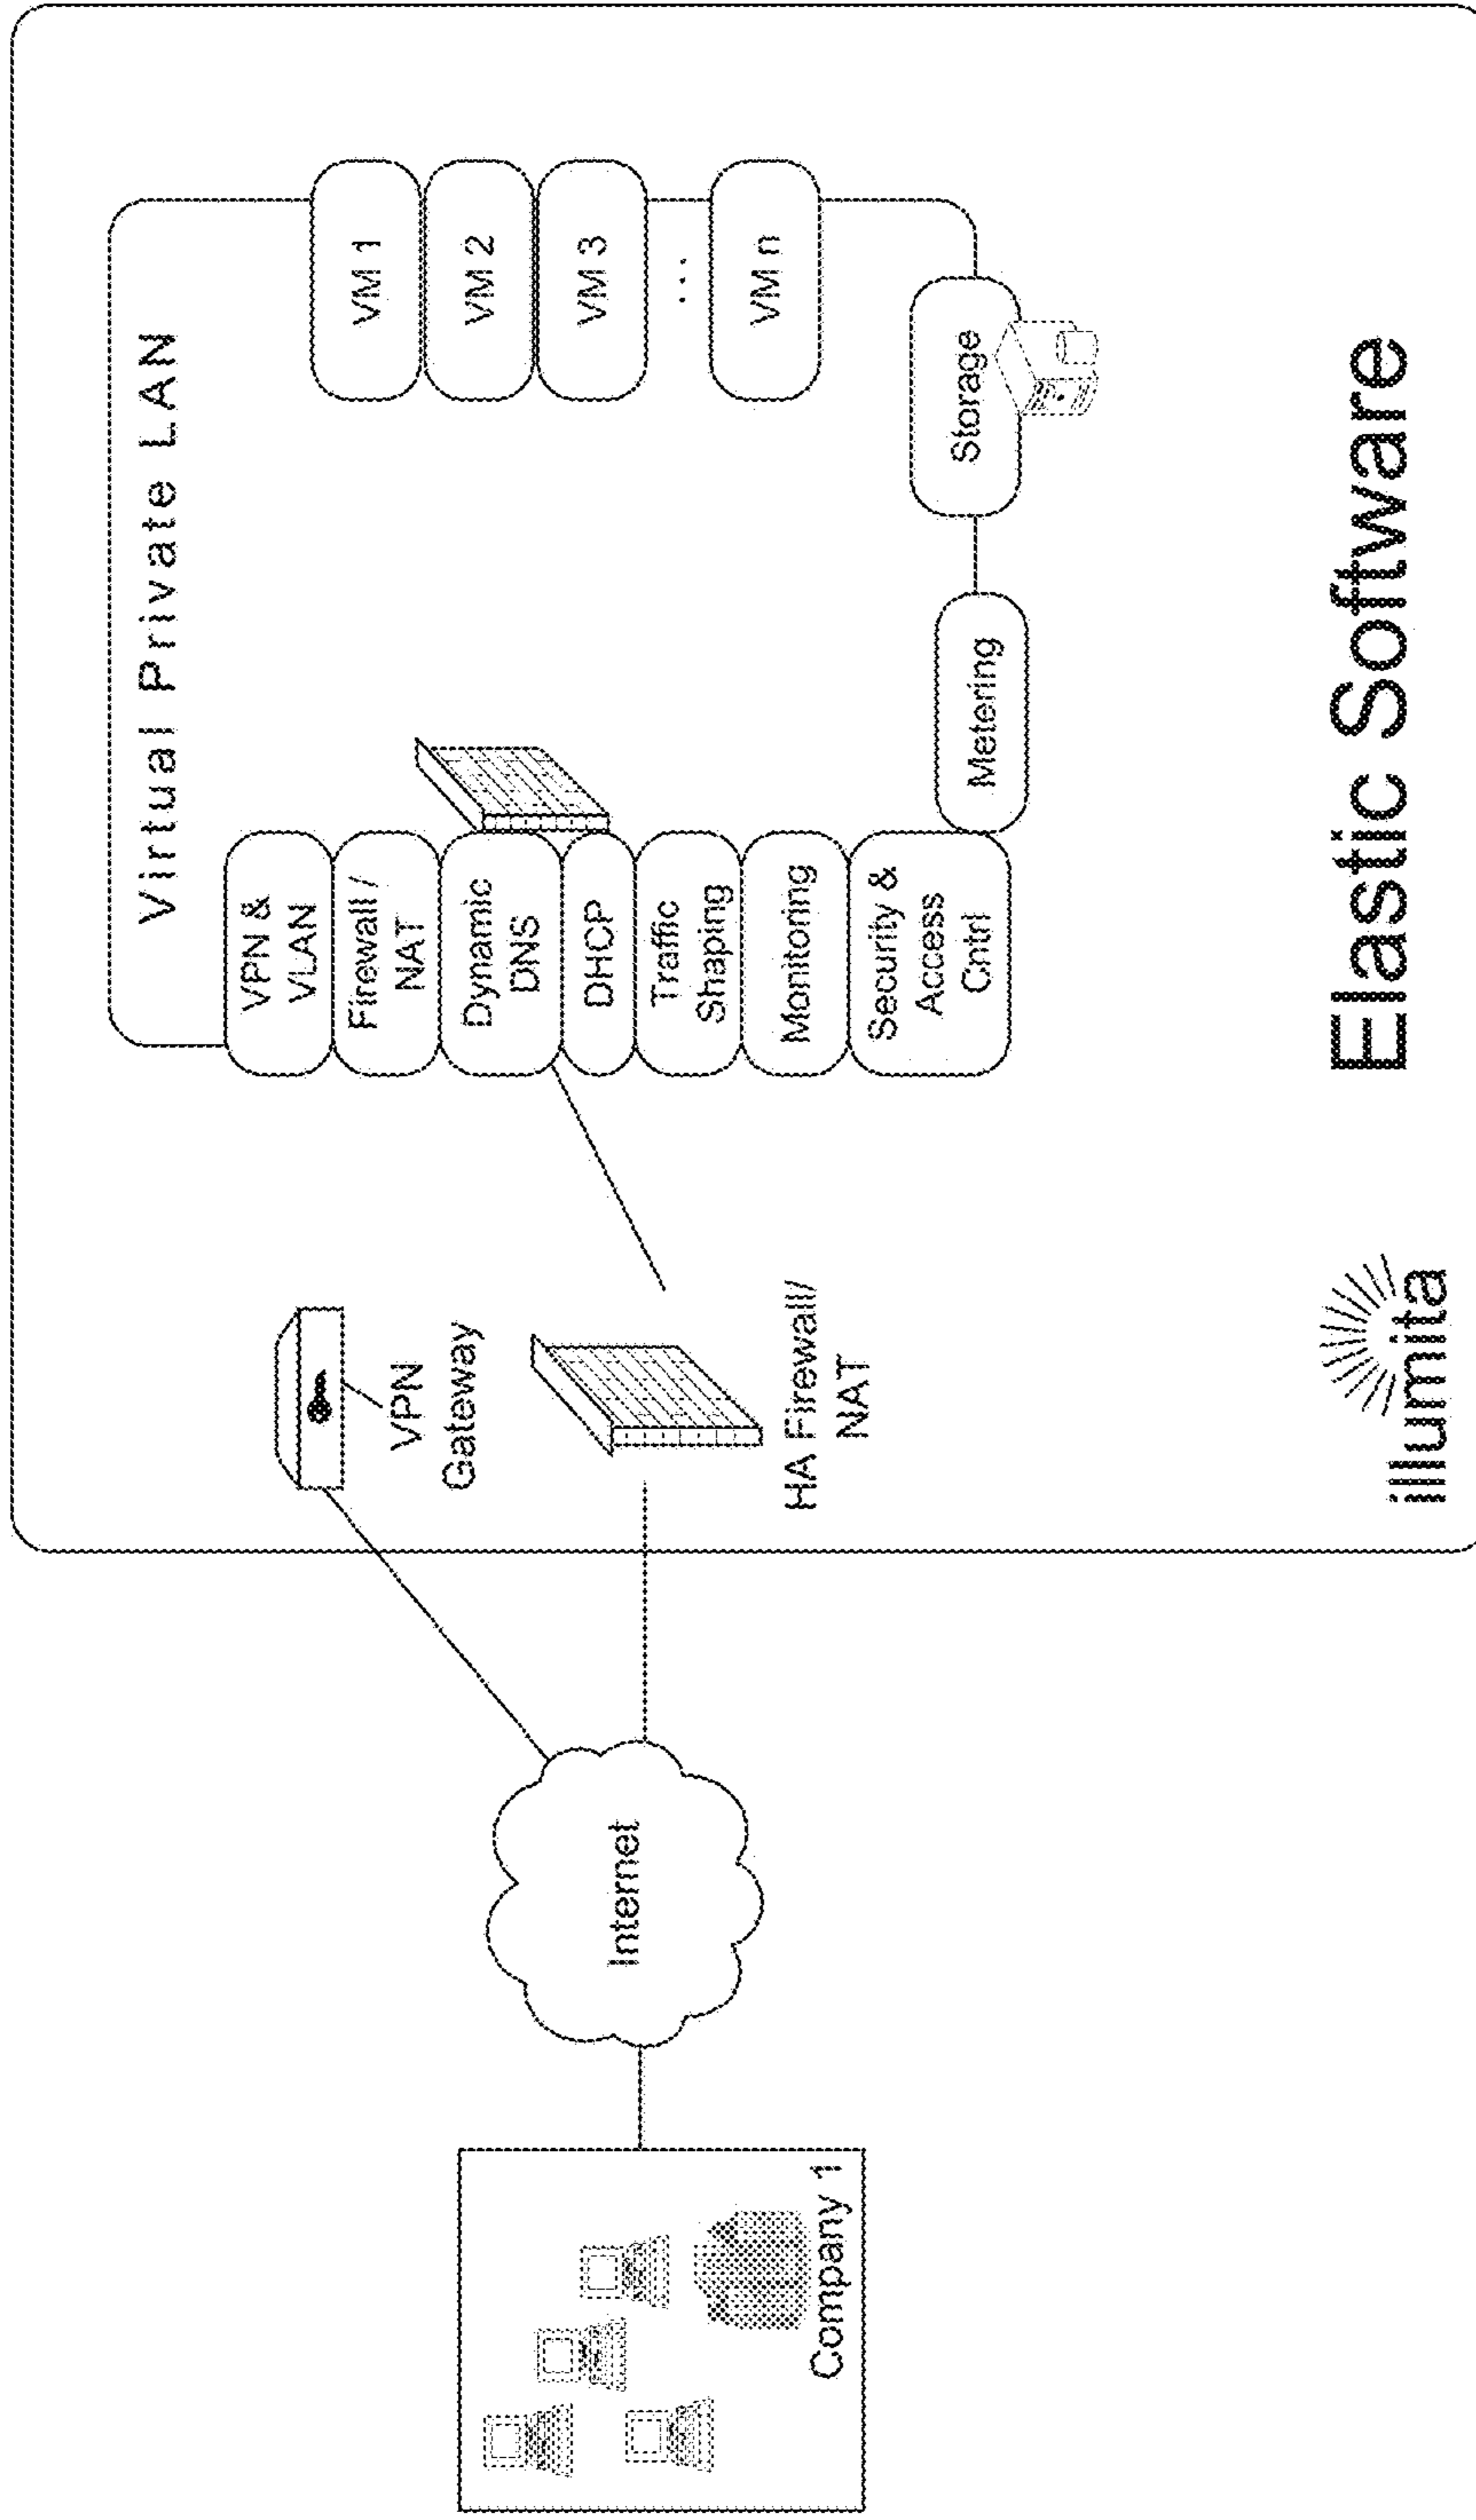 Virtual Private LAN
VPN &
VLAN
Firewall /
NAT
Dynamic
DNS
DHCP
Traffic
Shaping
Monitoring
Security &
Access
Cntrl
VM 1
VM 2
VM 3
...
VM n
Storage
Metering
VPN
Gateway
HA Firewall/
NAT
Internet
Company 1
illumita
Elastic Software